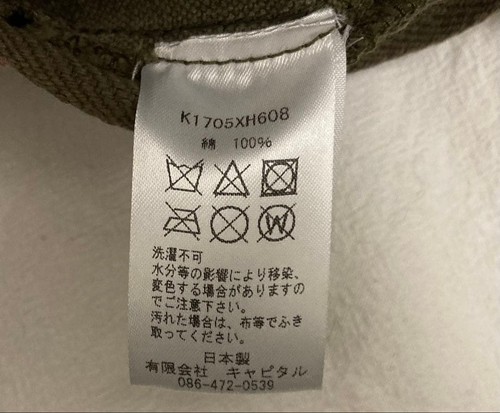 K1705XH608
綿 100%
W
洗濯不可
水分等の影響により移染、
変色する場合がありますの
でご注意下さい。
汚れた場合は、布等でふき
取ってください。
日本製
有限会社 キャピタル
086-472-0539